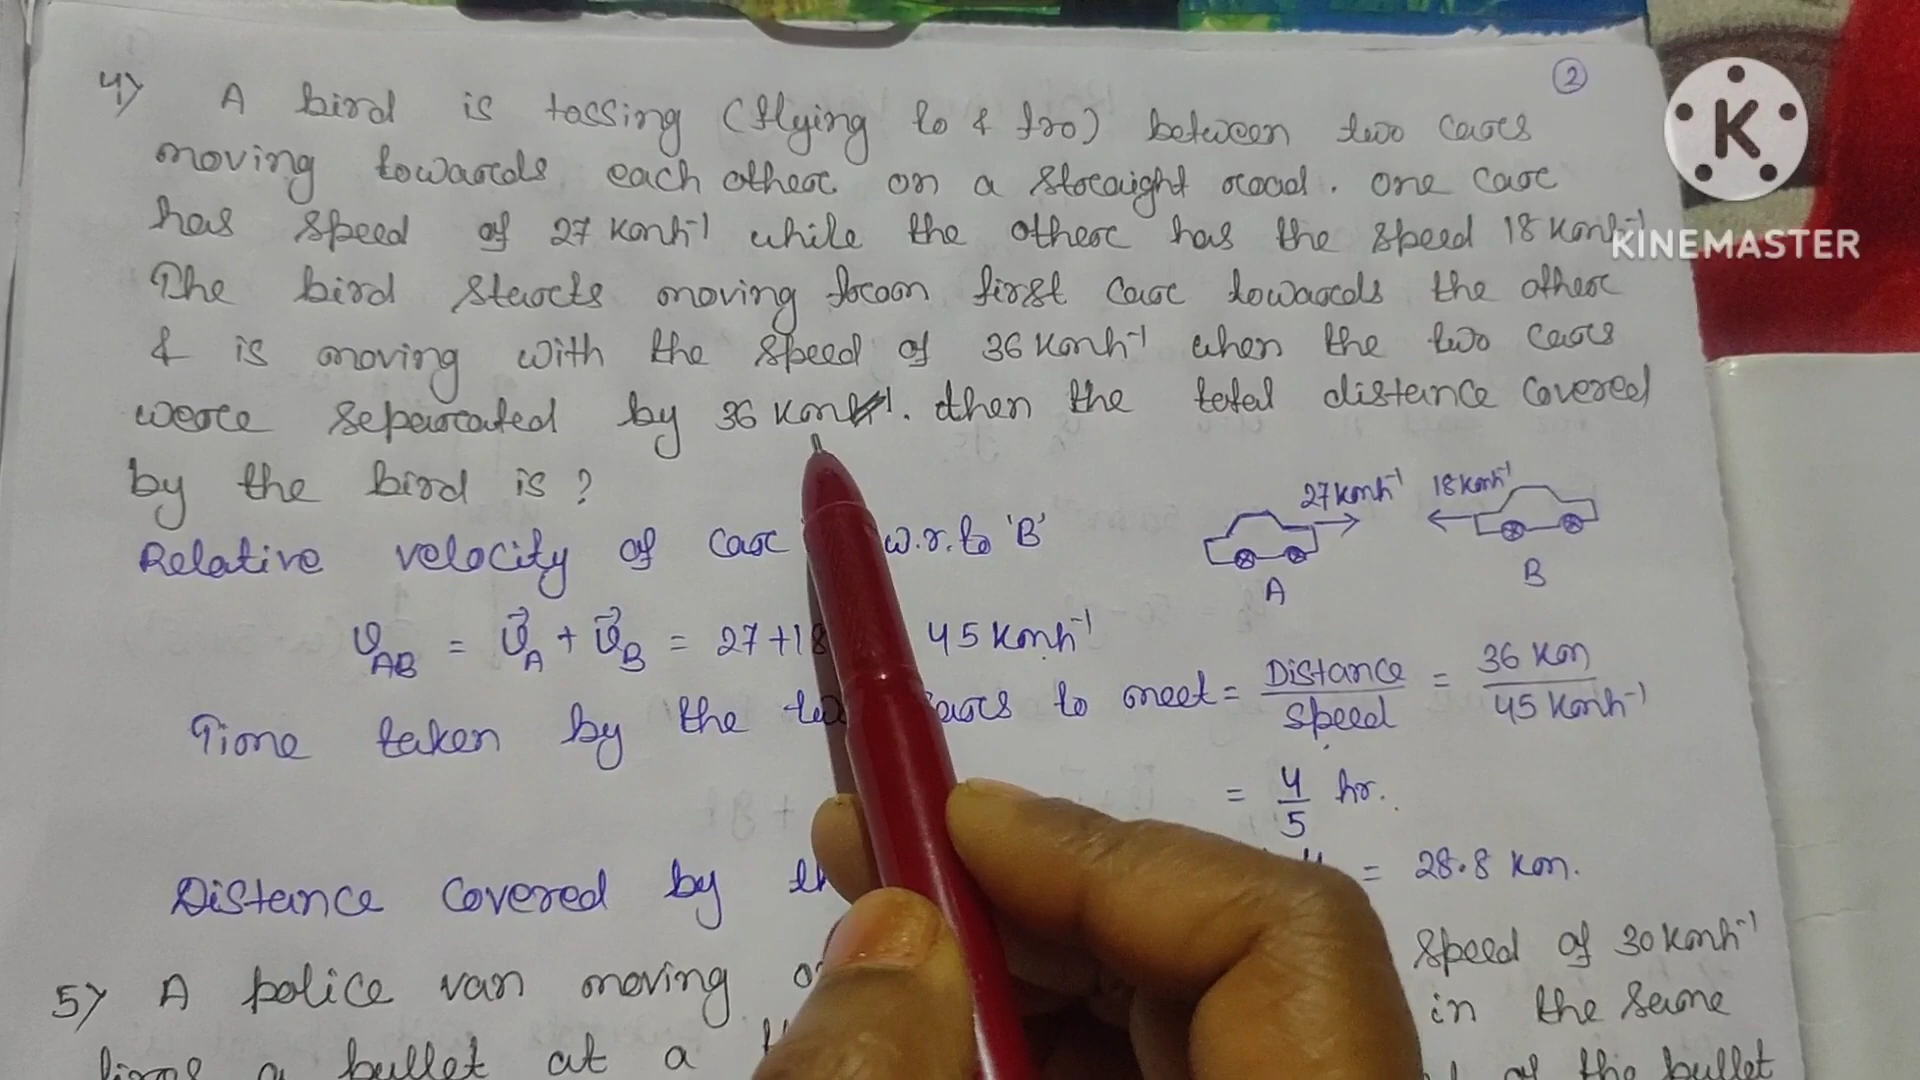 ②
4) A bird is tossing (flying to & fro) between two cars
K
moving towards each other on a straight road. One car
has speed of 27 Kmh⁻¹ while the other has the speed 18 Kmh⁻¹
KINEMASTER
The bird starts moving from first car towards the other
& is moving with the speed of 36 Kmh⁻¹ when the two cars
were separated by 36 Km. then the total distance covered
by the bird is ?
27 Kmh⁻¹ 18 Kmh⁻¹
Relative velocity of car w.r.to 'B'
A B
V_AB = V⃗_A + V⃗_B = 27 + 18 45 Kmh⁻¹
Time taken by the two cars to meet = Distance / Speed = 36 Km / 45 Kmh⁻¹
= 4/5 hr.
Distance covered by = 28.8 Km.
5) A police van moving speed of 30 Kmh⁻¹
in the same
a bullet at a of the bullet